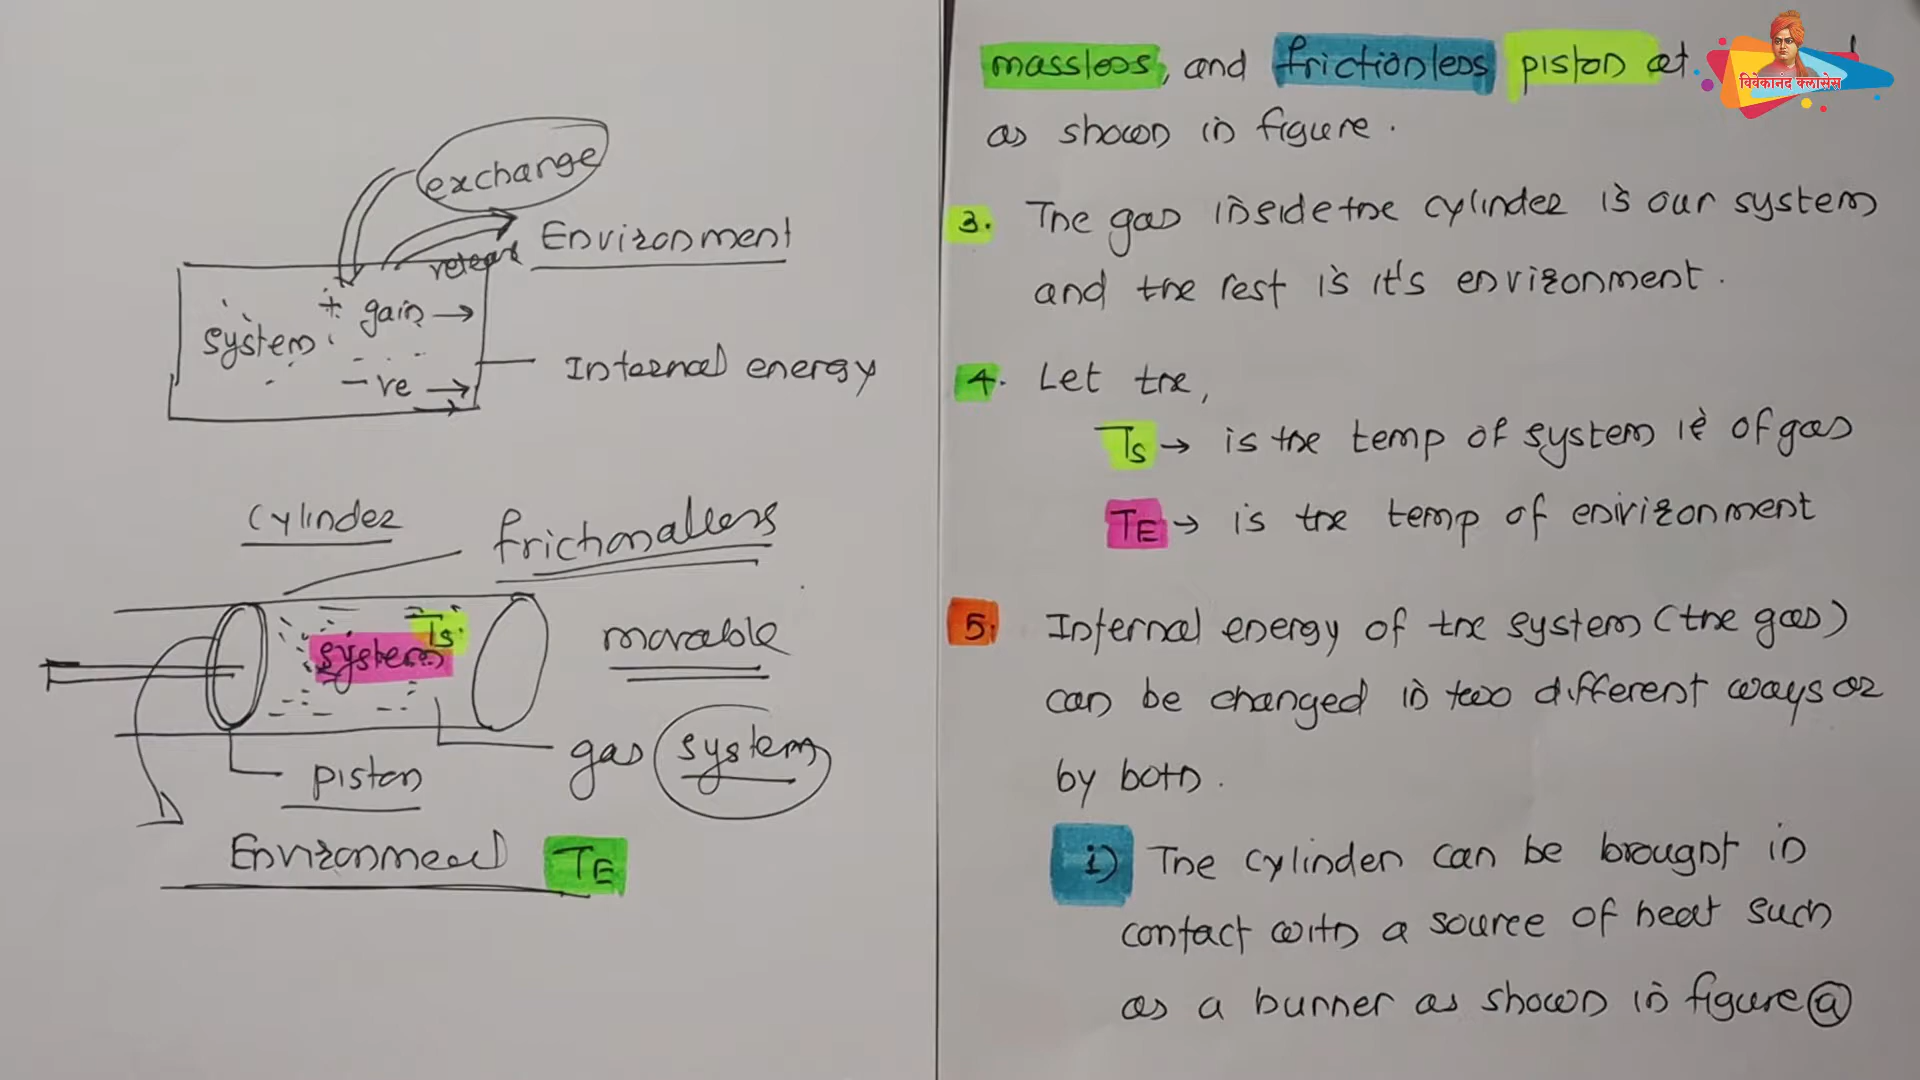 exchange
Environment
+ gain →
system
-ve →
Internal energy
cylinder
frictionalless
Ts
system
movable
gas system
piston
Environment TE
massless, and frictionless piston at
as shown in figure.
3. The gas inside the cylinder is our system
and the rest is it's environment.
4. Let the,
Ts → is the temp of system ie of gas
TE → is the temp of environment
5. Internal energy of the system (the gas)
can be changed in two different ways or
by both.
i) The cylinder can be brought in
contact with a source of heat such
as a bunner as shown in figure a
विवेकानंद क्लासेस